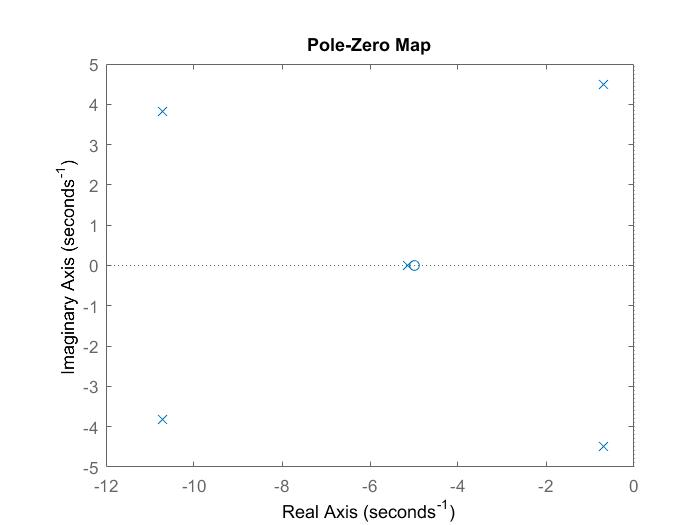 Pole-Zero Map
5
4
3
2
1
0
-1
-2
-3
-4
-5
Imaginary Axis (seconds⁻¹)
-12 -10 -8 -6 -4 -2 0
Real Axis (seconds⁻¹)